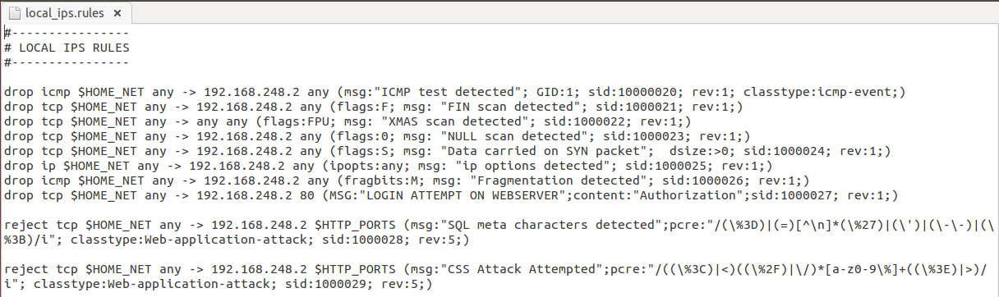 local_ips.rules ×
#----------------
# LOCAL IPS RULES
#----------------
drop icmp $HOME_NET any -> 192.168.248.2 any (msg:"ICMP test detected"; GID:1; sid:10000020; rev:1; classtype:icmp-event;)
drop tcp $HOME_NET any -> 192.168.248.2 any (flags:F; msg: "FIN scan detected"; sid:1000021; rev:1;)
drop tcp $HOME_NET any -> any any (flags:FPU; msg: "XMAS scan detected"; sid:1000022; rev:1;)
drop tcp $HOME_NET any -> 192.168.248.2 any (flags:0; msg: "NULL scan detected"; sid:1000023; rev:1;)
drop tcp $HOME_NET any -> 192.168.248.2 any (flags:S; msg: "Data carried on SYN packet";  dsize:>0; sid:1000024; rev:1;)
drop ip $HOME_NET any -> 192.168.248.2 any (ipopts:any; msg: "ip options detected"; sid:1000025; rev:1;)
drop icmp $HOME_NET any -> 192.168.248.2 any (fragbits:M; msg: "Fragmentation detected"; sid:1000026; rev:1;)
drop tcp $HOME_NET any -> 192.168.248.2 80 (MSG:"LOGIN ATTEMPT ON WEBSERVER";content:"Authorization";sid:1000027; rev:1;)
reject tcp $HOME_NET any -> 192.168.248.2 $HTTP_PORTS (msg:"SQL meta characters detected";pcre:"/(\%3D)|(=)[^\n]*(\%27)|(\')|(\-\-)|(\
%3B)/i"; classtype:Web-application-attack; sid:1000028; rev:5;)
reject tcp $HOME_NET any -> 192.168.248.2 $HTTP_PORTS (msg:"CSS Attack Attempted";pcre:"/((\%3C)|<)((\%2F)|\/)*[a-z0-9\%]+((\%3E)|>)/
i"; classtype:Web-application-attack; sid:1000029; rev:5;)